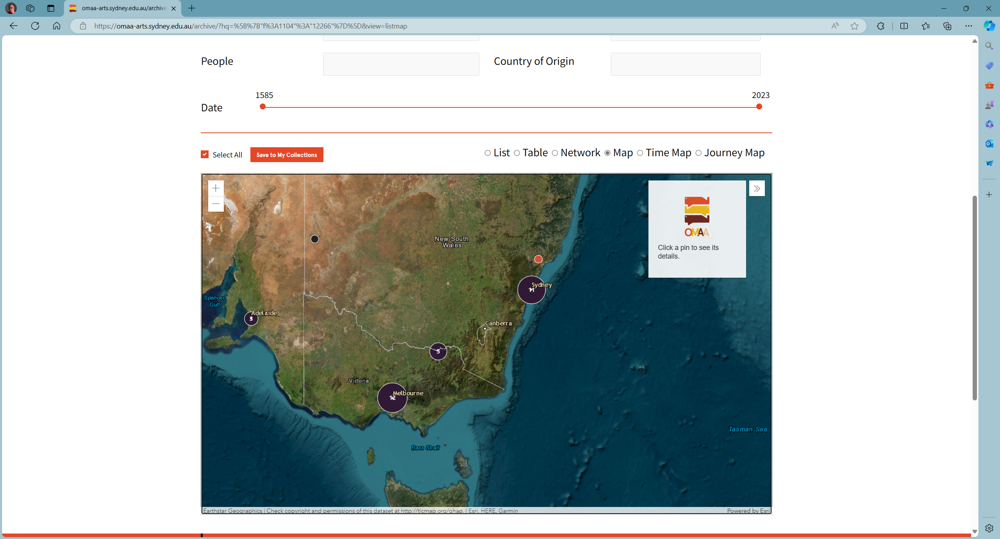 omaa-arts.sydney.edu.au/archive
https://omaa-arts.sydney.edu.au/archive/?hq=%5B%7B"f%3A1104"%3A"12266"%7D%5D&view=listmap
People
Country of Origin
1585
2023
Date
Select All
Save to My Collections
List
Table
Network
Map
Time Map
Journey Map
OMAA
Click a pin to see its
details.
New South
Wales
Sydney
11
Spencer
Gulf
Adelaide
3
Canberra
5
Victoria
Melbourne
12
Tasman Sea
Bass Strait
Earthstar Geographics | Check copyright and permissions of this dataset at http://tlcmap.org/ghap. | Esri, HERE, Garmin
Powered by Esri